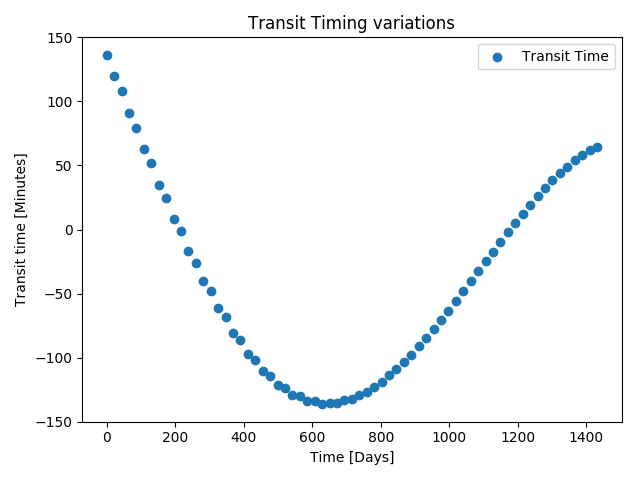 Transit Timing variations
Transit Time
Transit time [Minutes]
150
100
50
0
−50
−100
−150
0 200 400 600 800 1000 1200 1400
Time [Days]